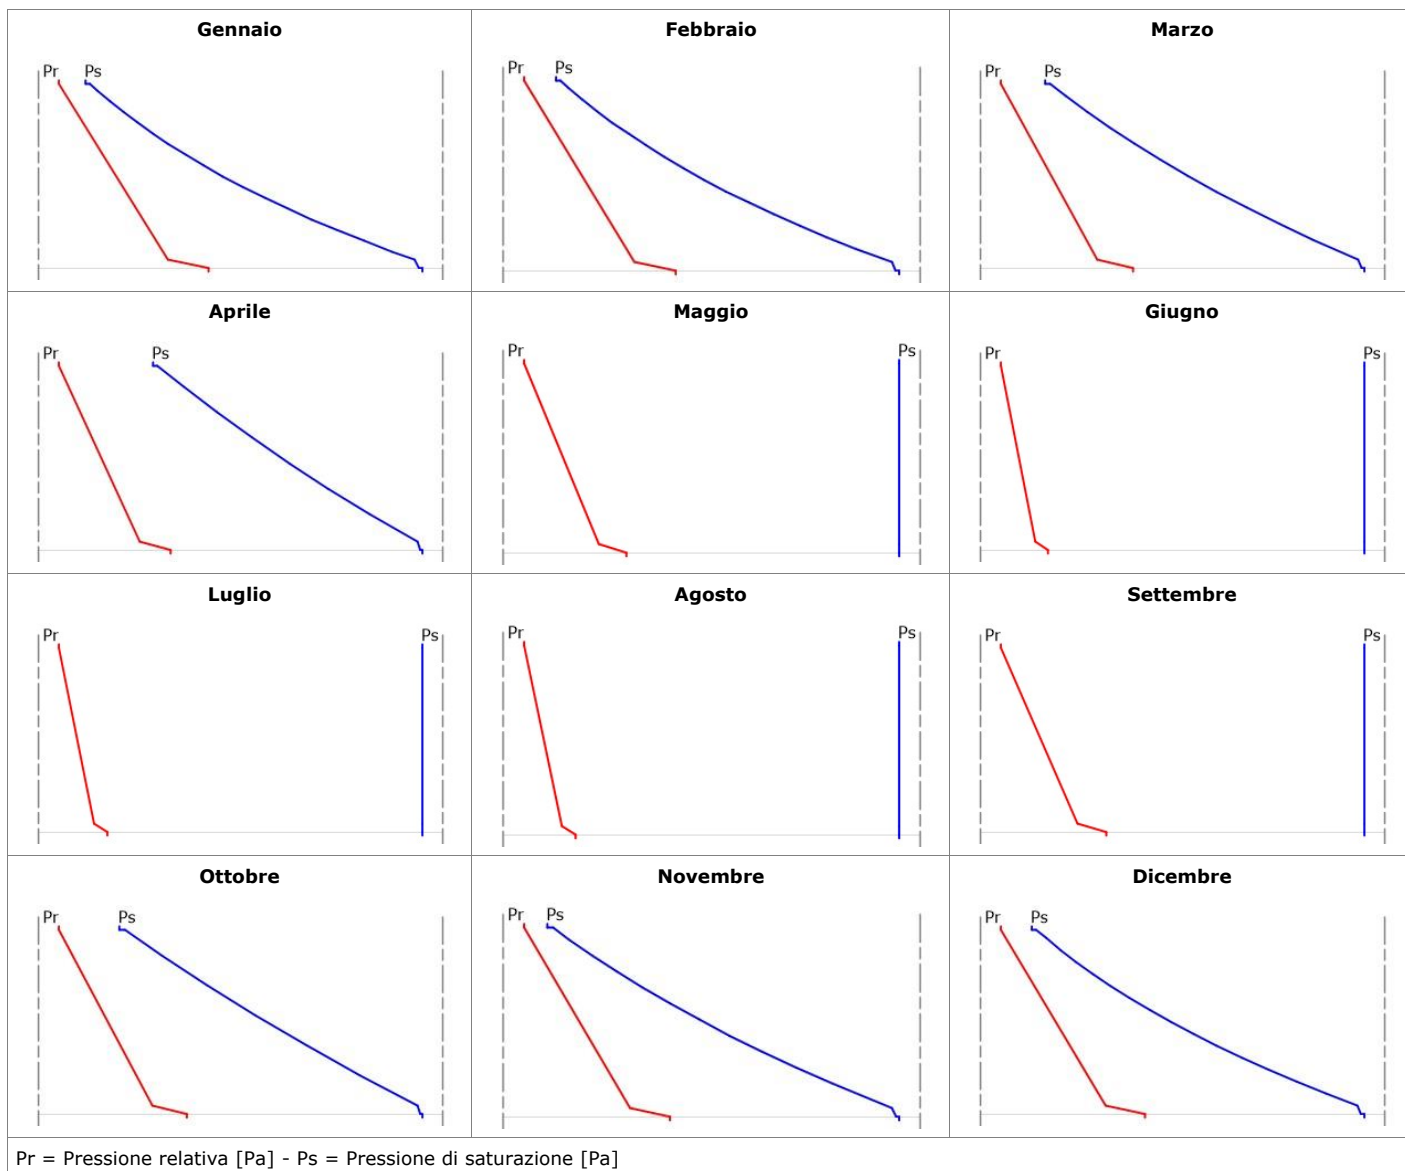 Gennaio
Febbraio
Marzo
Pr Ps
Pr Ps
Pr Ps
Aprile
Maggio
Giugno
Pr Ps
Pr Ps
Pr Ps
Luglio
Agosto
Settembre
Pr Ps
Pr Ps
Pr Ps
Ottobre
Novembre
Dicembre
Pr Ps
Pr Ps
Pr Ps
Pr = Pressione relativa [Pa] - Ps = Pressione di saturazione [Pa]